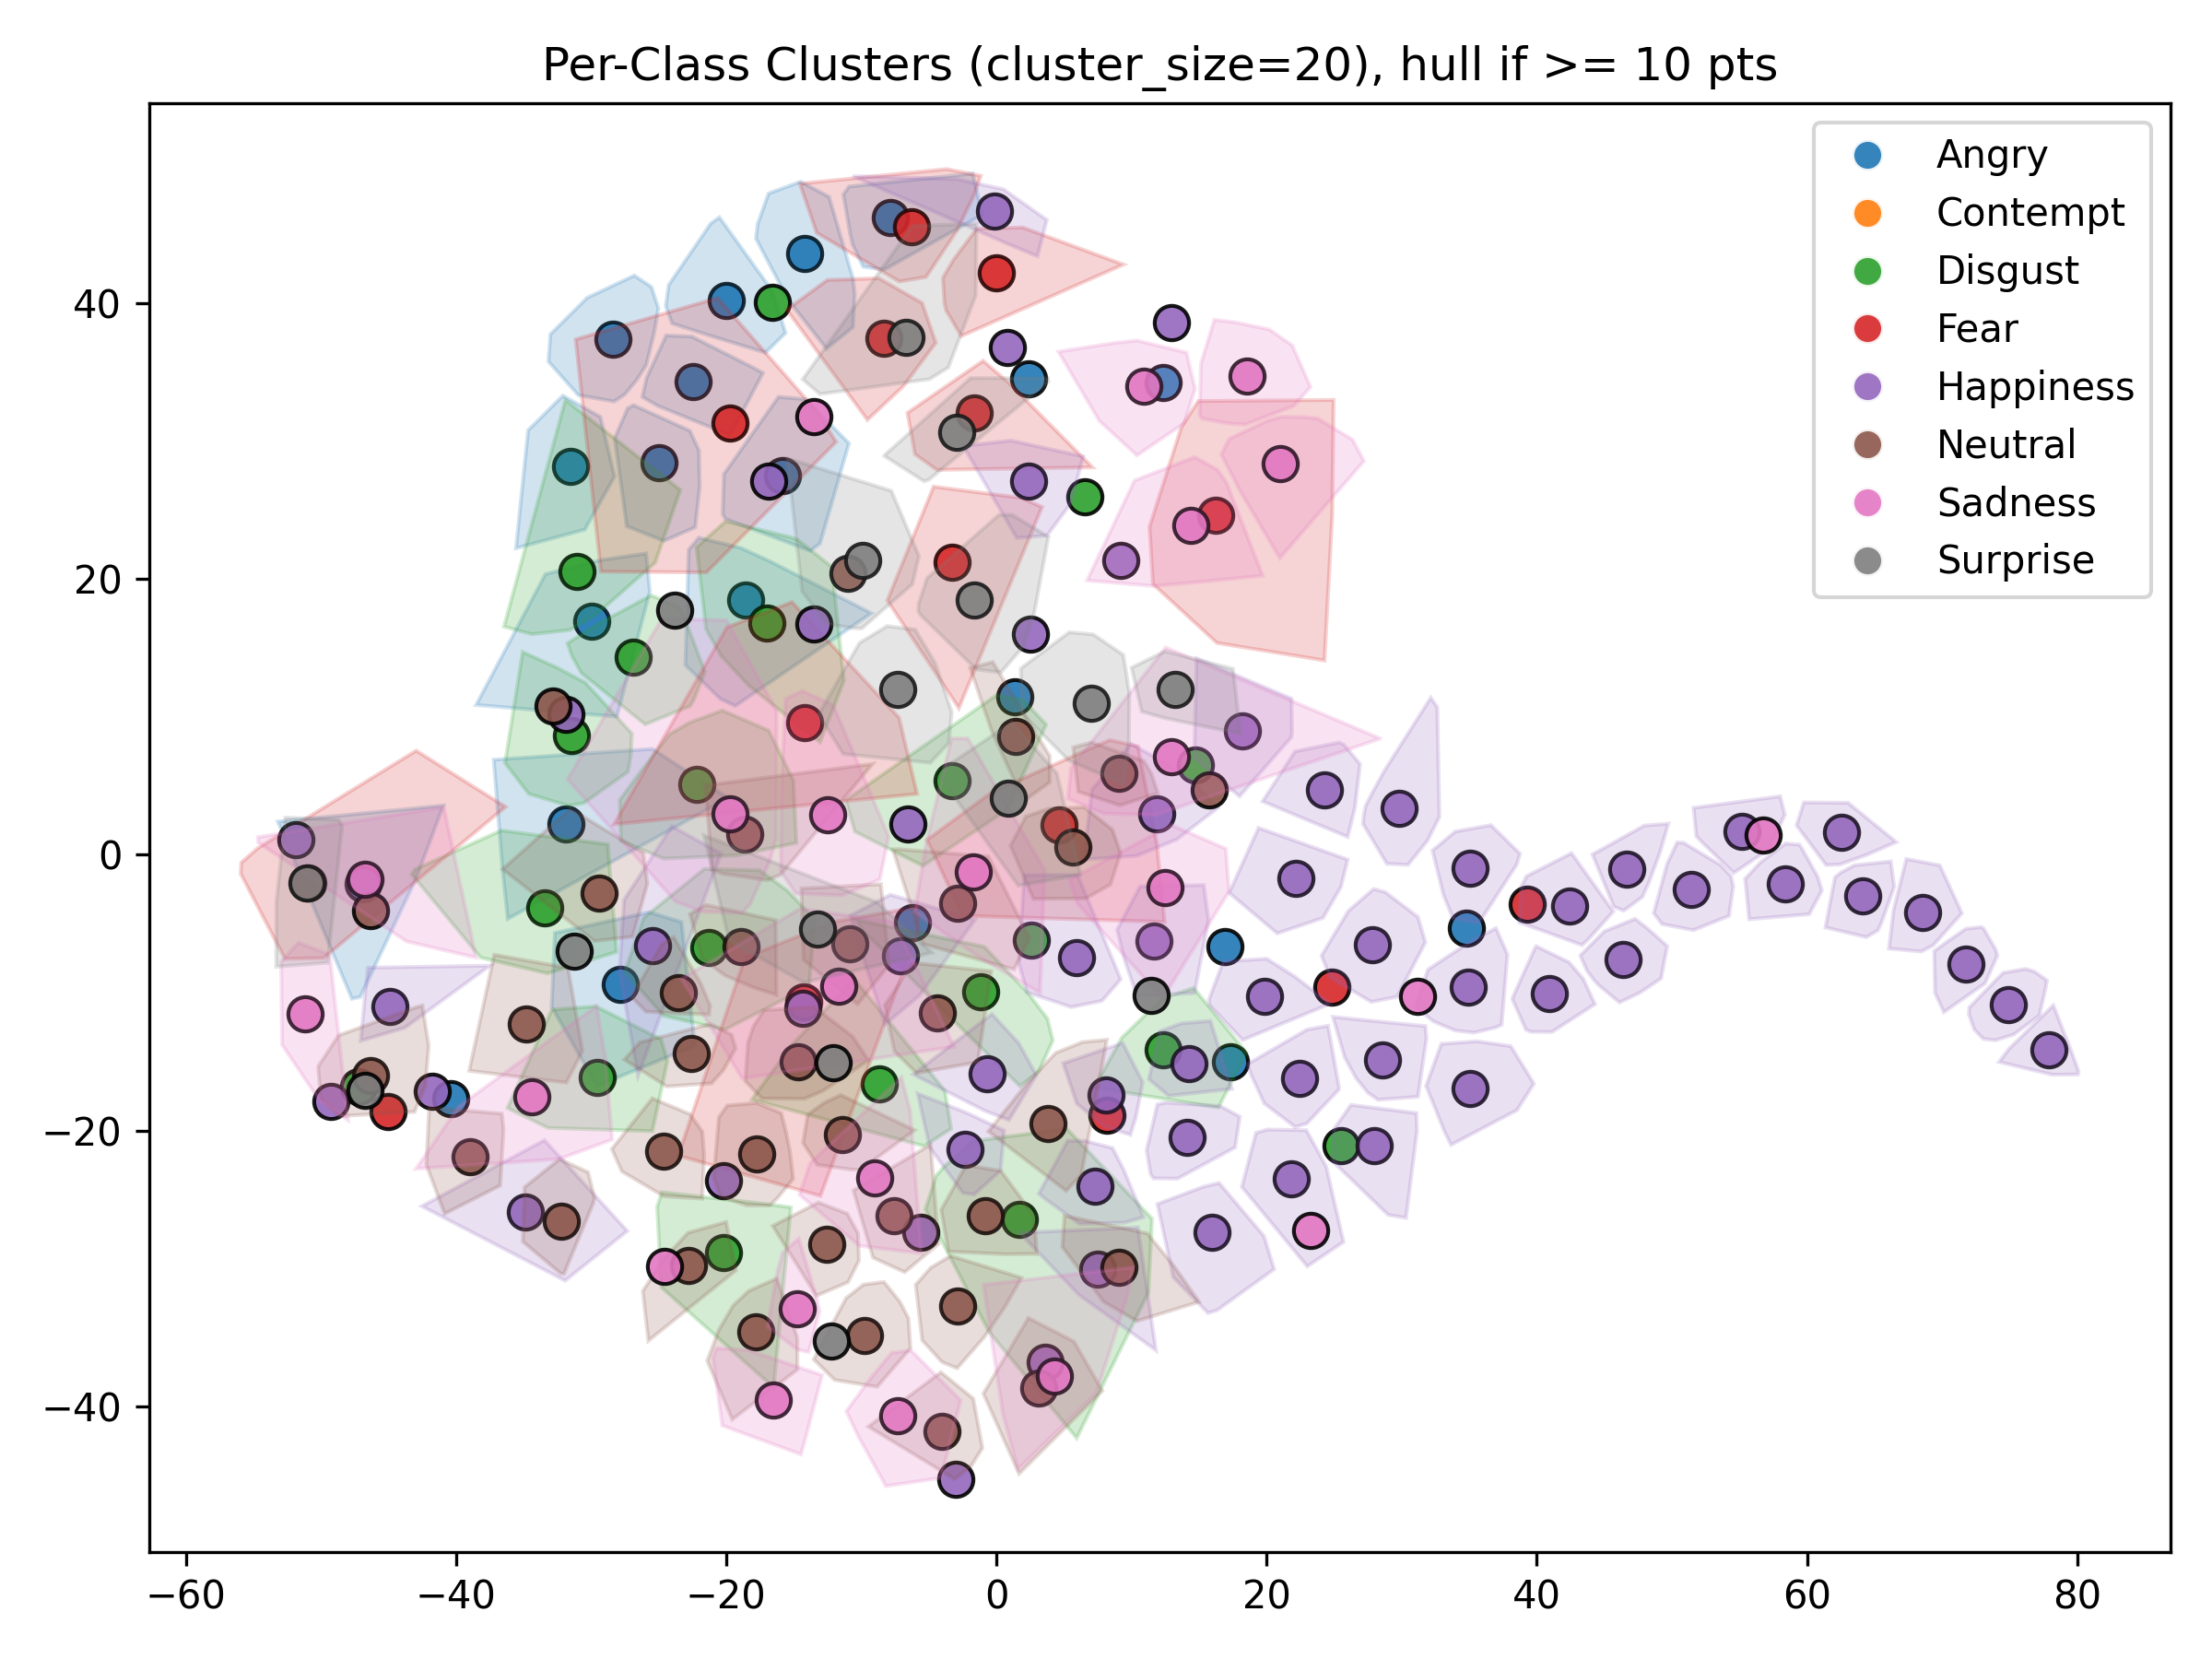 Per-Class Clusters (cluster_size=20), hull if >= 10 pts
Angry
Contempt
Disgust
Fear
Happiness
Neutral
Sadness
Surprise
40
20
0
−20
−40
−60 −40 −20 0 20 40 60 80